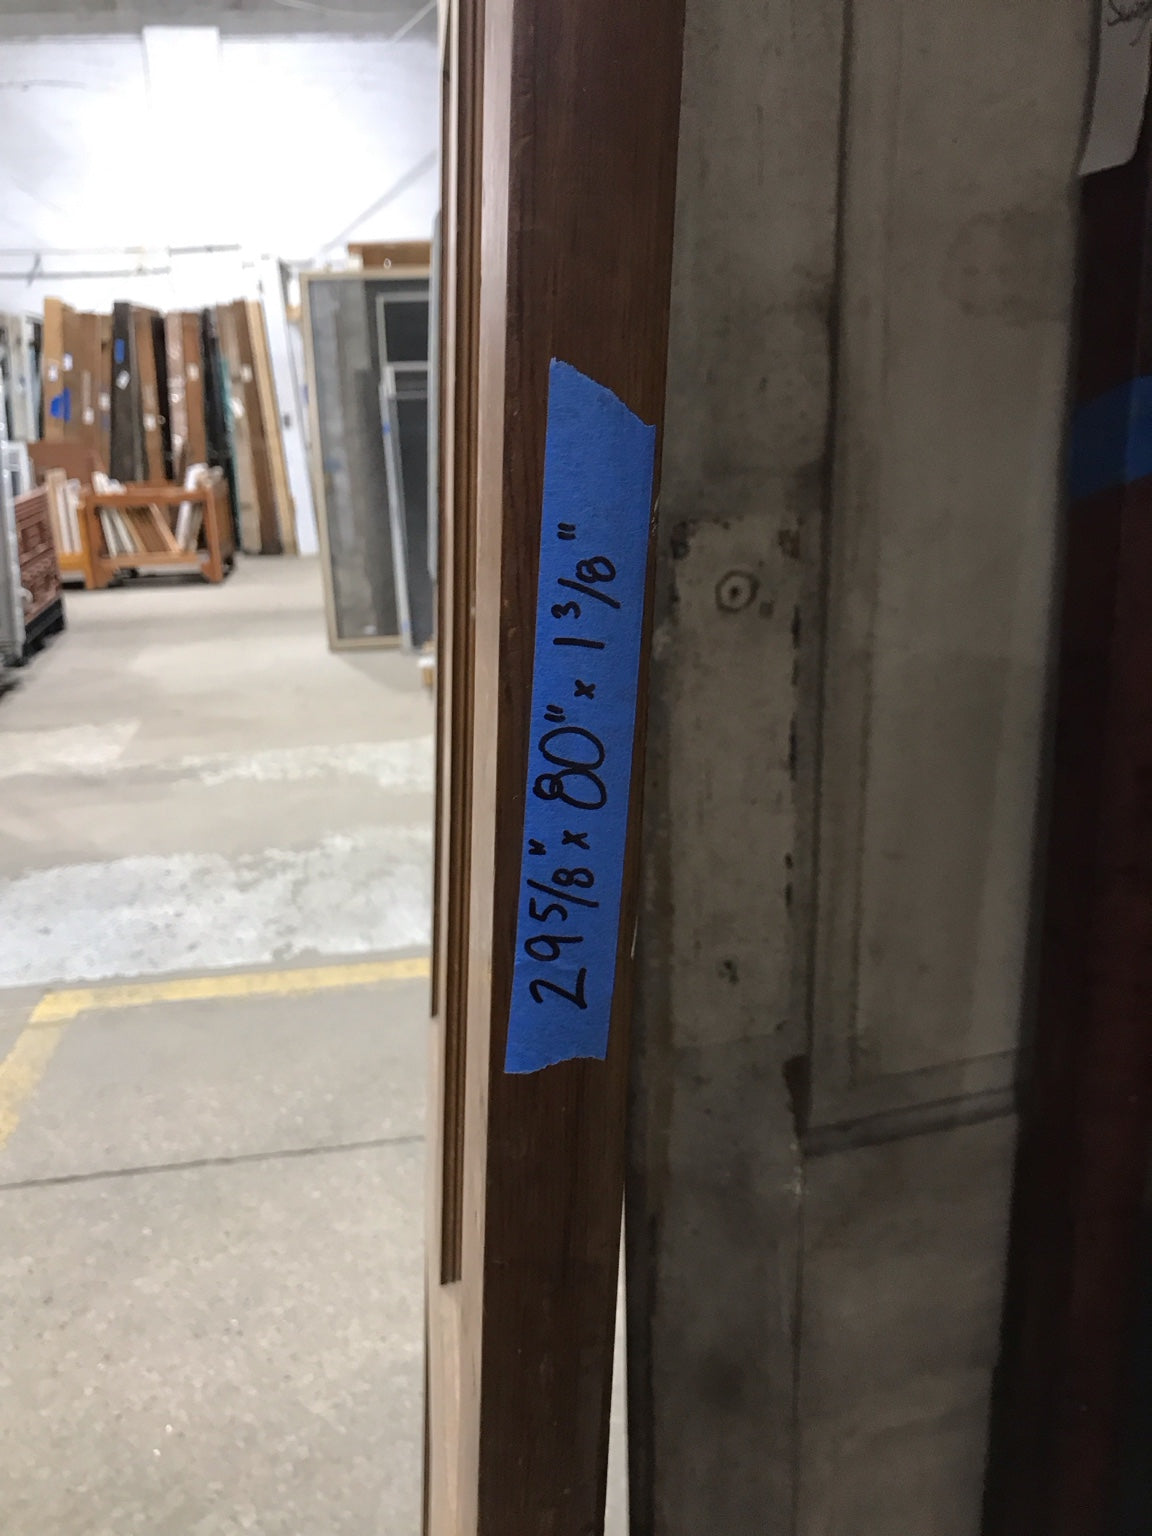 29 5/8" x 80" x 1 3/8"